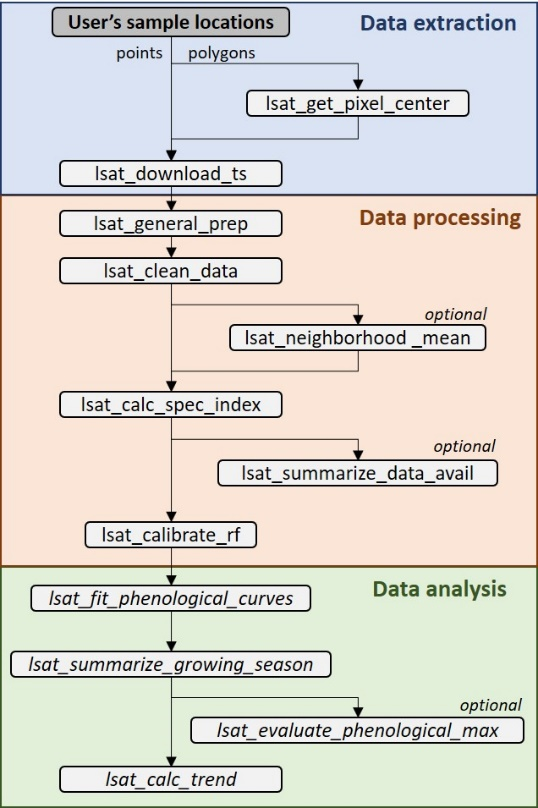 User's sample locations
Data extraction
points polygons
lsat_get_pixel_center
lsat_download_ts
lsat_general_prep
Data processing
lsat_clean_data
optional
lsat_neighborhood _mean
lsat_calc_spec_index
optional
lsat_summarize_data_avail
lsat_calibrate_rf
lsat_fit_phenological_curves
Data analysis
lsat_summarize_growing_season
optional
lsat_evaluate_phenological_max
lsat_calc_trend